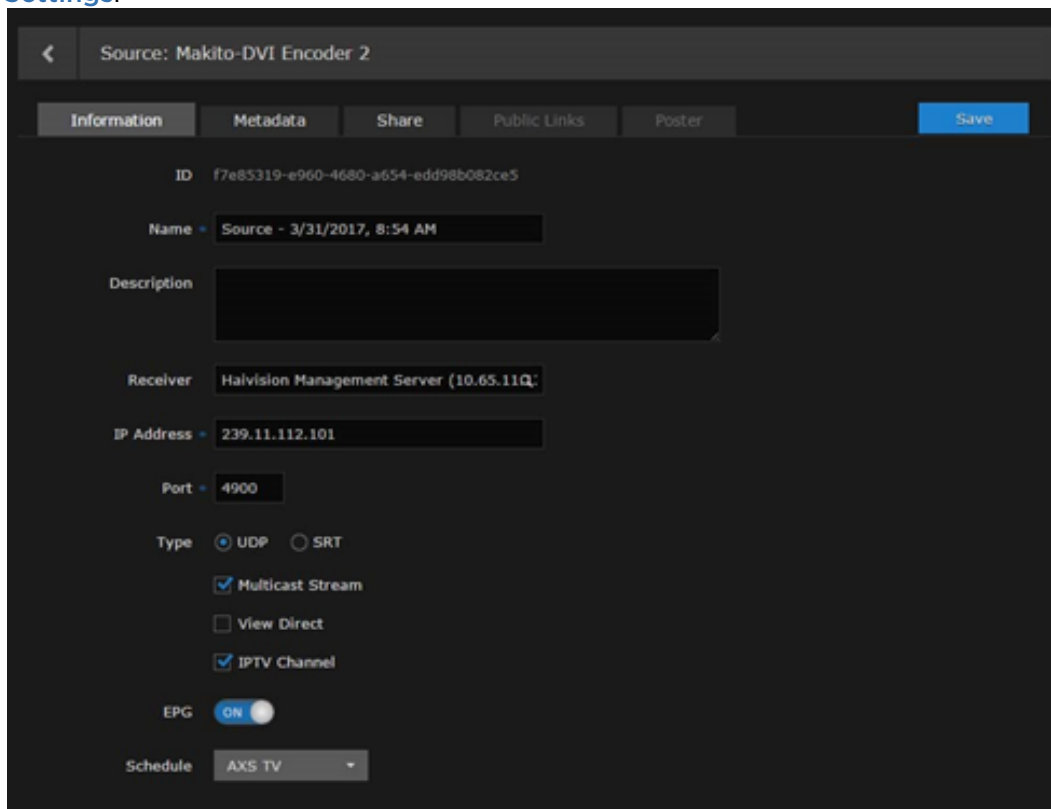 Settings.
Source: Makito-DVI Encoder 2
Information Metadata Share Public Links Poster Save
ID f7e85319-e960-4680-a654-edd98b082ce5
Name Source - 3/31/2017, 8:54 AM
Description
Receiver Haivision Management Server (10.65.110.
IP Address 239.11.112.101
Port 4900
Type UDP SRT
Multicast Stream
View Direct
IPTV Channel
EPG ON
Schedule AXS TV